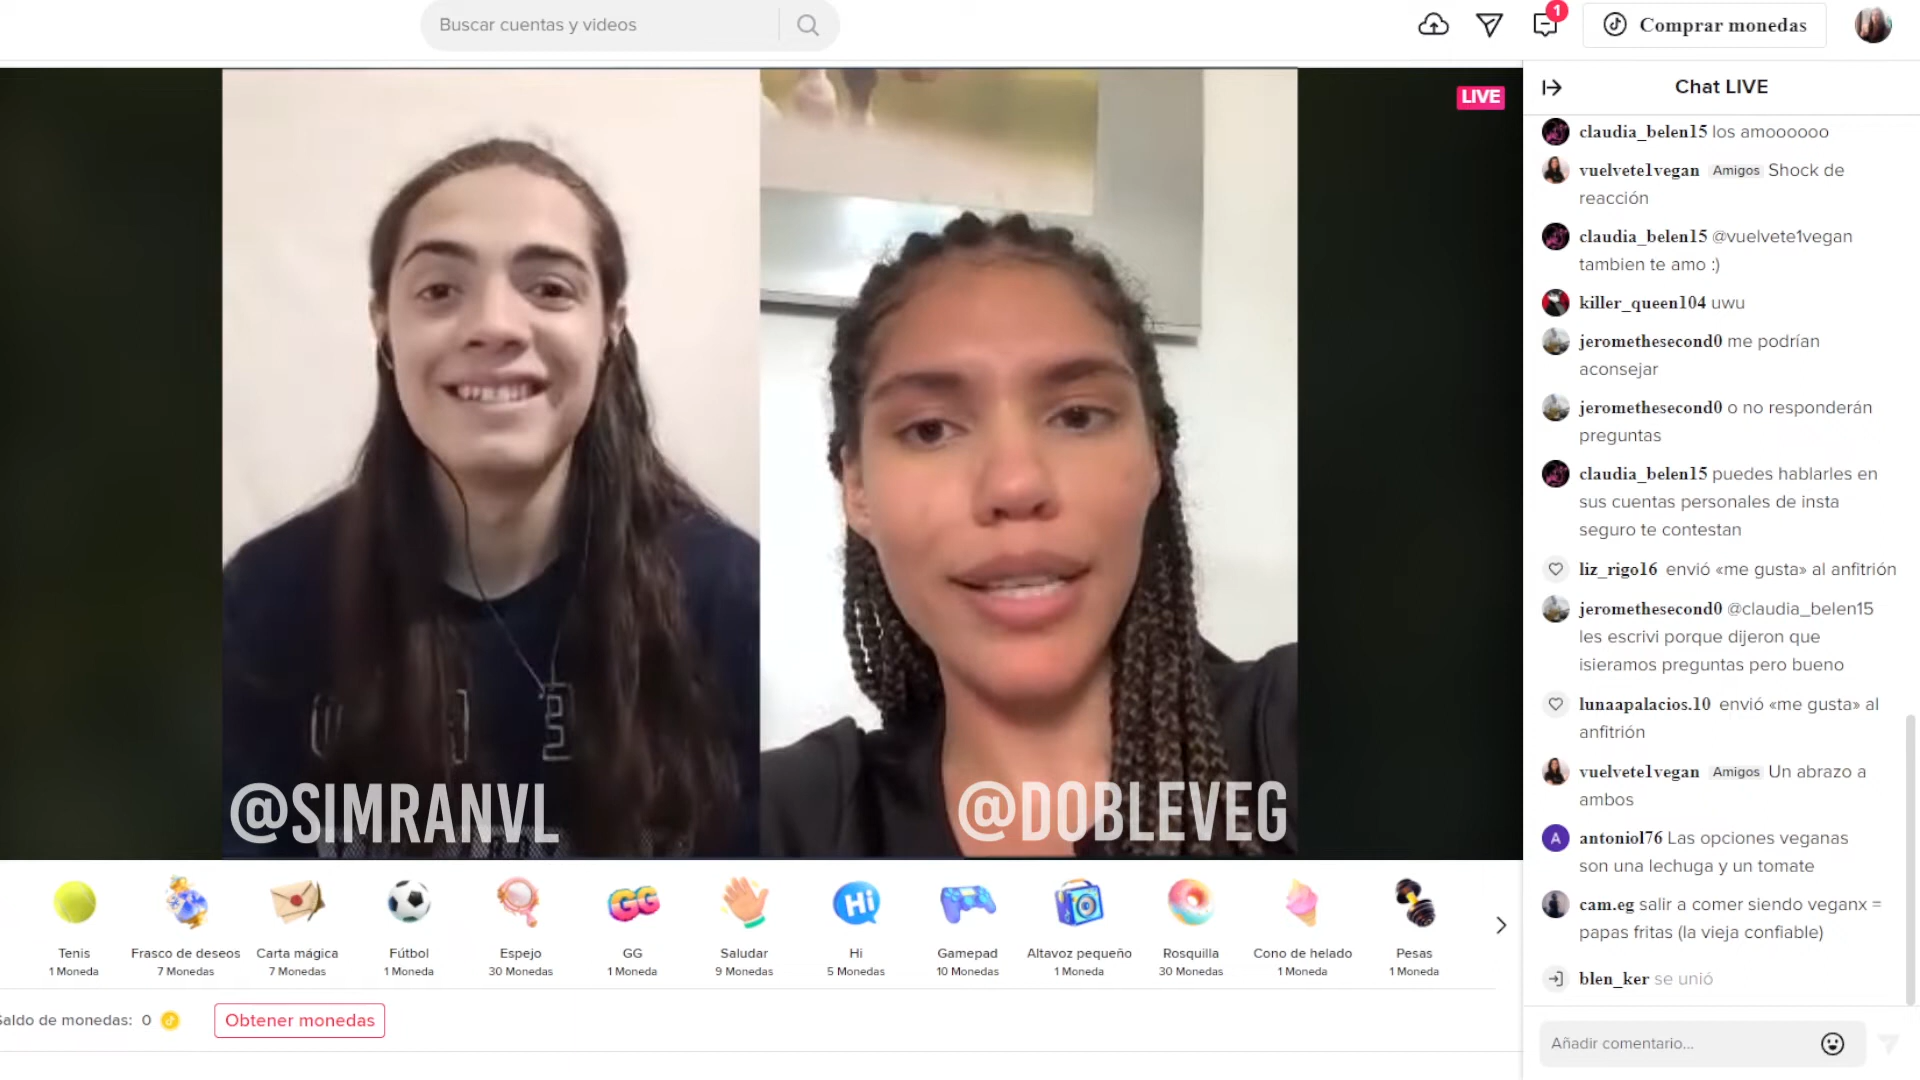 Buscar cuentas y videos
1
Comprar monedas
LIVE
@SIMRANVL
@DOBLEVEG
Chat LIVE
claudia_belen15 los amoooooo
vuelvete1vegan Amigos Shock de
reacción
claudia_belen15 @vuelvete1vegan
tambien te amo :)
killer_queen104 uwu
jeromethesecond0 me podrían
aconsejar
jeromethesecond0 o no responderán
preguntas
claudia_belen15 puedes hablarles en
sus cuentas personales de insta
seguro te contestan
liz_rigo16 envió «me gusta» al anfitrión
jeromethesecond0 @claudia_belen15
les escrivi porque dijeron que
isieramos preguntas pero bueno
lunaapalacios.10 envió «me gusta» al
anfitrión
vuelvete1vegan Amigos Un abrazo a
ambos
A
antoniol76 Las opciones veganas
son una lechuga y un tomate
cam.eg salir a comer siendo veganx =
papas fritas (la vieja confiable)
blen_ker se unió
Añadir comentario...
GG
Hi
Tenis
1 Moneda
Frasco de deseos
7 Monedas
Carta mágica
7 Monedas
Fútbol
1 Moneda
Espejo
30 Monedas
GG
1 Moneda
Saludar
9 Monedas
Hi
5 Monedas
Gamepad
10 Monedas
Altavoz pequeño
1 Moneda
Rosquilla
30 Monedas
Cono de helado
1 Moneda
Pesas
1 Moneda
Saldo de monedas: 0
Obtener monedas